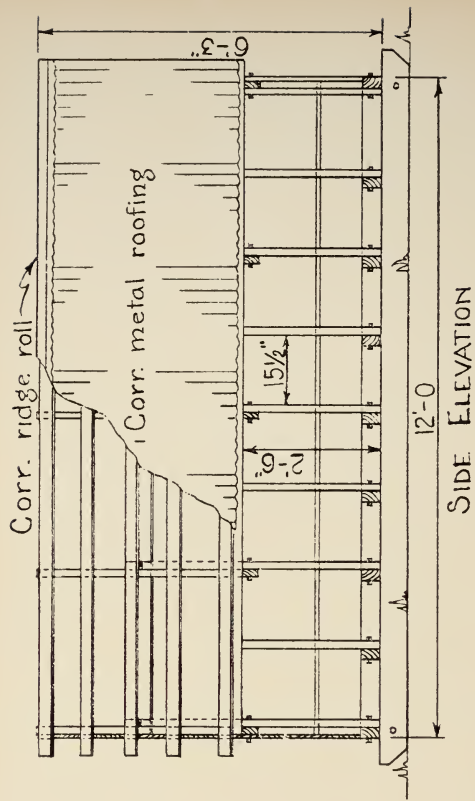 Corr. ridge roll
6'-3"
Corr. metal roofing
15½"
2'-6"
12'-0
SIDE ELEVATION